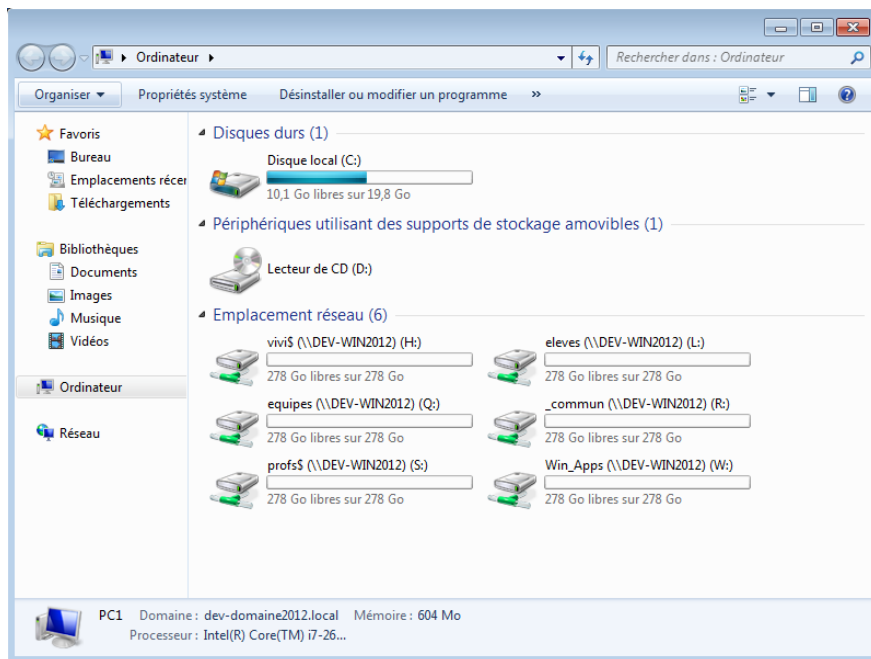 Ordinateur
Rechercher dans : Ordinateur
Organiser Propriétés système Désinstaller ou modifier un programme »
Favoris
Bureau
Emplacements récer
Téléchargements
Bibliothèques
Documents
Images
Musique
Vidéos
Ordinateur
Réseau
Disques durs (1)
Disque local (C:)
10,1 Go libres sur 19,8 Go
Périphériques utilisant des supports de stockage amovibles (1)
Lecteur de CD (D:)
Emplacement réseau (6)
vivi$ (\\DEV-WIN2012) (H:)
278 Go libres sur 278 Go
eleves (\\DEV-WIN2012) (L:)
278 Go libres sur 278 Go
equipes (\\DEV-WIN2012) (Q:)
278 Go libres sur 278 Go
_commun (\\DEV-WIN2012) (R:)
278 Go libres sur 278 Go
profs$ (\\DEV-WIN2012) (S:)
278 Go libres sur 278 Go
Win_Apps (\\DEV-WIN2012) (W:)
278 Go libres sur 278 Go
PC1 Domaine : dev-domaine2012.local Mémoire : 604 Mo
Processeur : Intel(R) Core(TM) i7-26...